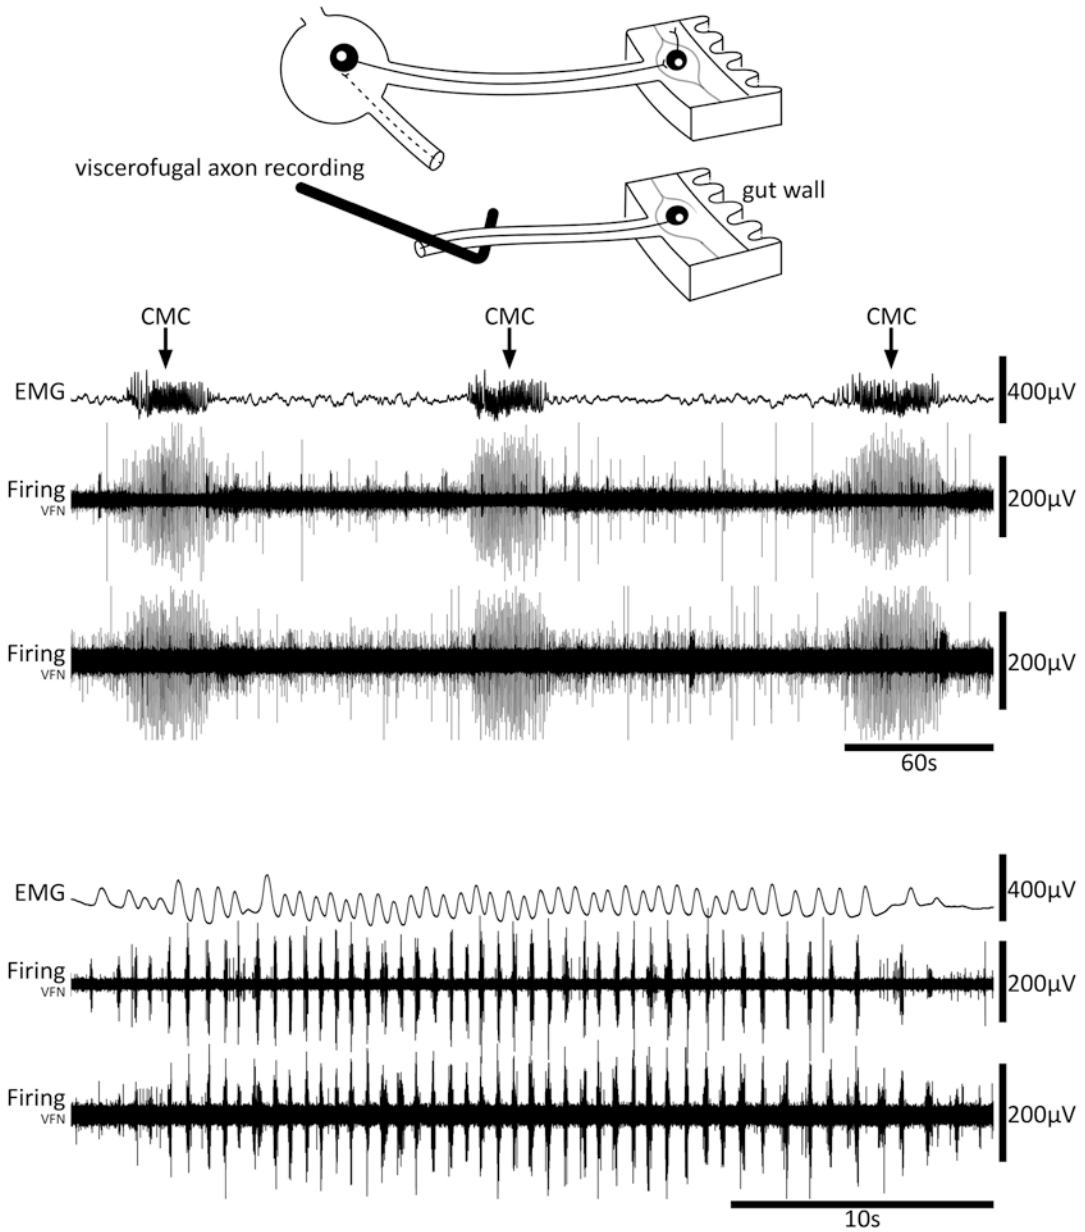 viscerofugal axon recording
gut wall
CMC CMC CMC
EMG 400µV
Firing VFN 200µV
Firing VFN 200µV
60s
EMG 400µV
Firing VFN 200µV
Firing VFN 200µV
10s